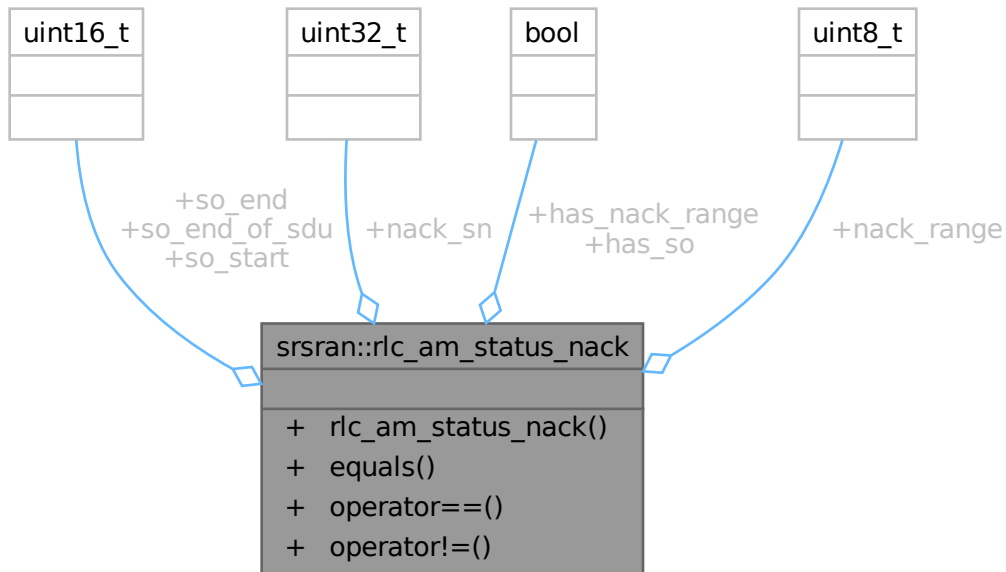 uint16_t
uint32_t
bool
uint8_t
+so_end
+so_end_of_sdu
+so_start
+nack_sn
+has_nack_range
+has_so
+nack_range
srsran::rlc_am_status_nack
+ rlc_am_status_nack()
+ equals()
+ operator==()
+ operator!=()